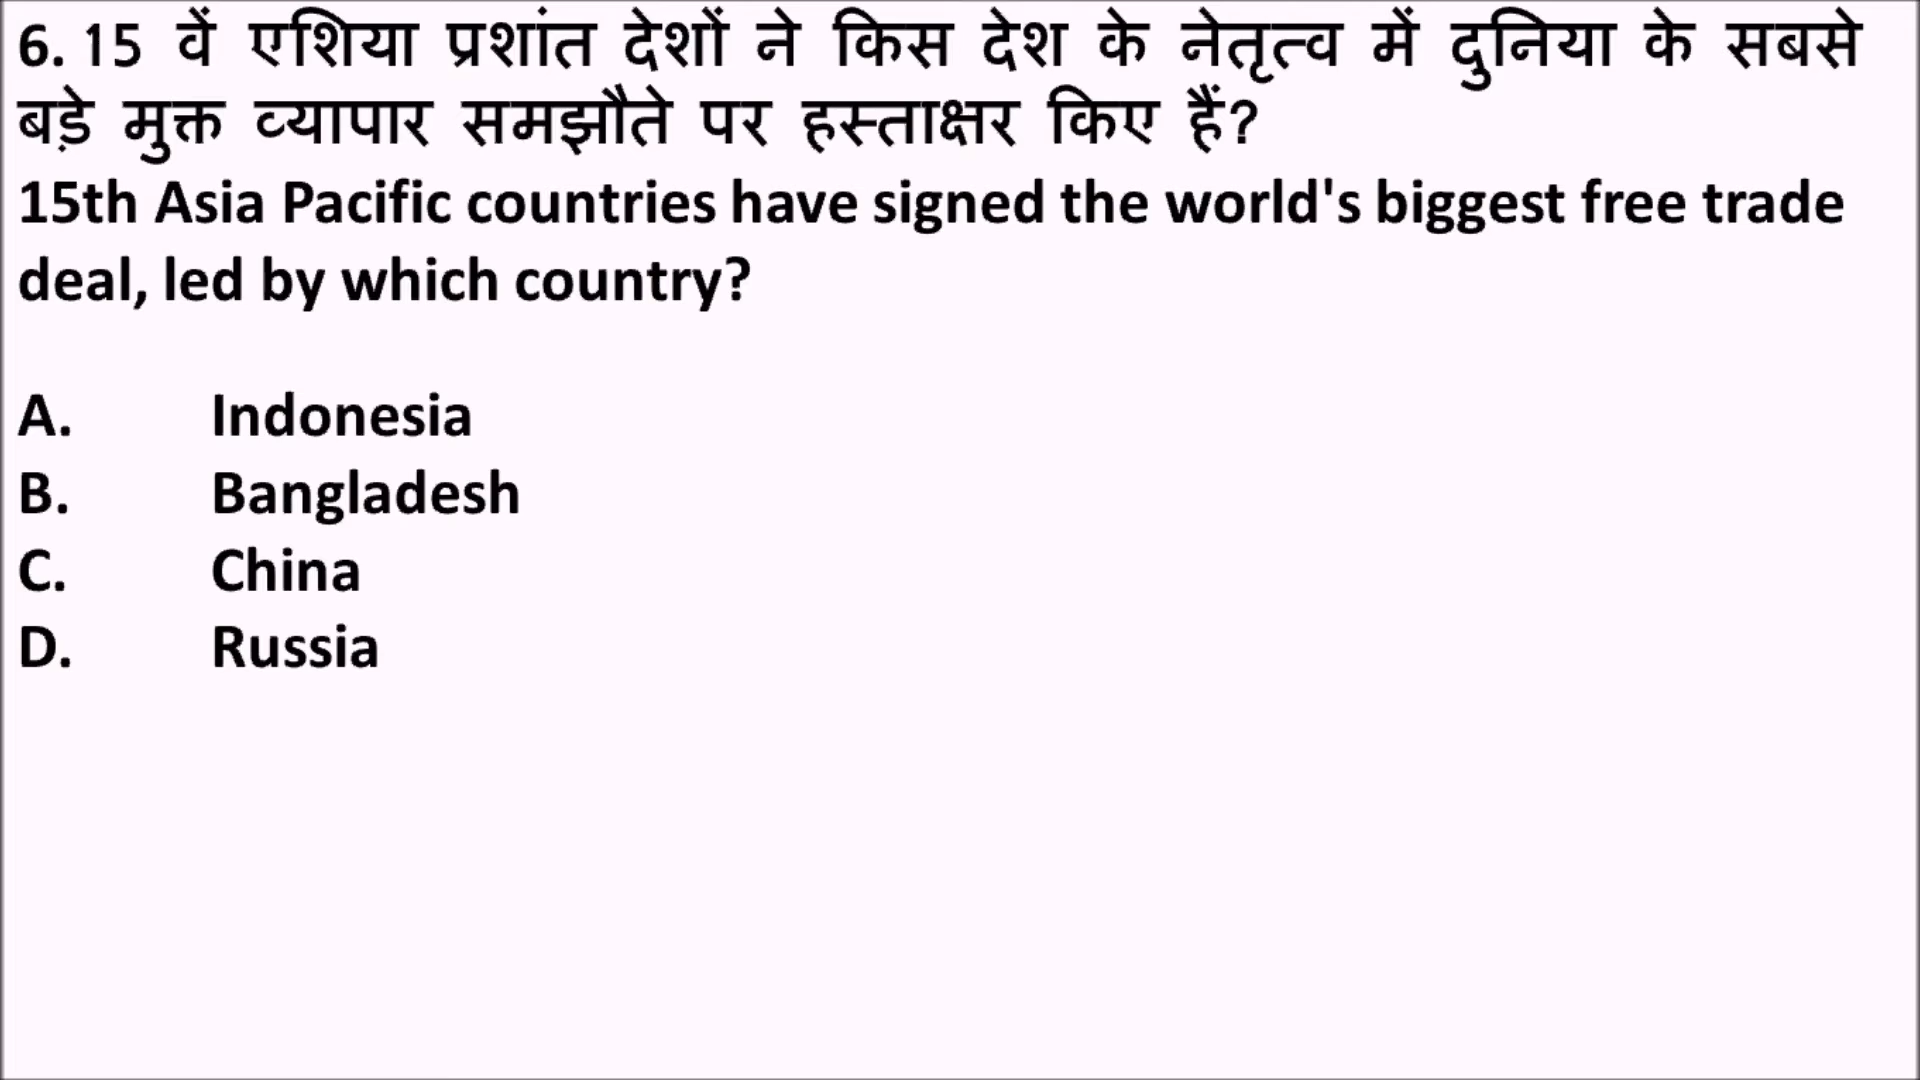 6. 15 वें एशिया प्रशांत देशों ने किस देश के नेतृत्व में दुनिया के सबसे
बड़े मुक्त व्यापार समझौते पर हस्ताक्षर किए हैं?
15th Asia Pacific countries have signed the world's biggest free trade
deal, led by which country?
A. Indonesia
B. Bangladesh
C. China
D. Russia